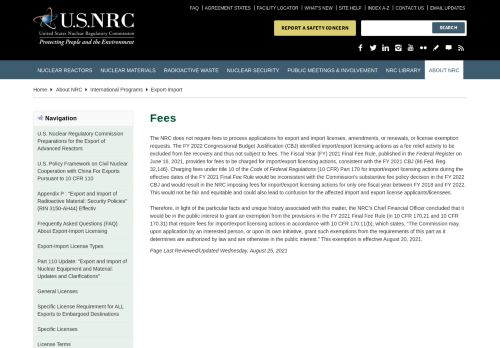 FAQ | AGREEMENT STATES | FACILITY LOCATOR | WHAT'S NEW | SITE HELP | INDEX A-Z | CONTACT US | EMAIL UPDATES
U.S.NRC
United States Nuclear Regulatory Commission
Protecting People and the Environment
REPORT A SAFETY CONCERN
SEARCH
NUCLEAR REACTORS NUCLEAR MATERIALS RADIOACTIVE WASTE NUCLEAR SECURITY PUBLIC MEETINGS & INVOLVEMENT NRC LIBRARY ABOUT NRC
Home ▸ About NRC ▸ International Programs ▸ Export-Import
Navigation
U.S. Nuclear Regulatory Commission
Preparations for the Export of
Advanced Reactors
U.S. Policy Framework on Civil Nuclear
Cooperation with China For Exports
Pursuant to 10 CFR 110
Appendix P : "Export and Import of
Radioactive Material: Security Policies"
(RIN 3150-AH44) Effective
Frequently Asked Questions (FAQ)
About Export-Import Licensing
Export-Import License Types
Part 110 Update: "Export and Import of
Nuclear Equipment and Material:
Updates and Clarifications"
General Licenses
Specific License Requirement for ALL
Exports to Embargoed Destinations
Specific Licenses
License Terms
Fees
The NRC does not require fees to process applications for export and import licenses, amendments, or renewals, or license exemption
requests. The FY 2022 Congressional Budget Justification (CBJ) identified import/export licensing actions as a fee relief activity to be
excluded from fee recovery and thus not subject to fees. The Fiscal Year (FY) 2021 Final Fee Rule, published in the Federal Register on
June 16, 2021, provided for fees to be charged for import/export licensing actions, consistent with the FY 2021 CBJ (86 Fed. Reg.
32,146). Charging fees under title 10 of the Code of Federal Regulations (10 CFR) Part 170 for import/export licensing actions during the
effective dates of the FY 2021 Final Fee Rule would be inconsistent with the Commission's subsequent fee policy decision in the FY 2022
CBJ and would result in the NRC imposing fees for import/export licensing actions for only one fiscal year between FY 2018 and FY 2022.
This would not be fair and equitable and could also lead to confusion for the affected import and export license applicants/licensees.
Therefore, in light of the particular facts and unique history associated with this matter, the NRC's Chief Financial Officer concluded that it
would be in the public interest to grant an exemption from the provisions in the FY 2021 Final Fee Rule (in 10 CFR 170.21 and 10 CFR
170.31) that require fees for import/export licensing actions in accordance with 10 CFR 170.11(b), which states, "The Commission may,
upon application by an interested person, or upon its own initiative, grant such exemptions from the requirements of this part as it
determines are authorized by law and are otherwise in the public interest." This exemption is effective August 20, 2021.
Page Last Reviewed/Updated Wednesday, August 25, 2021